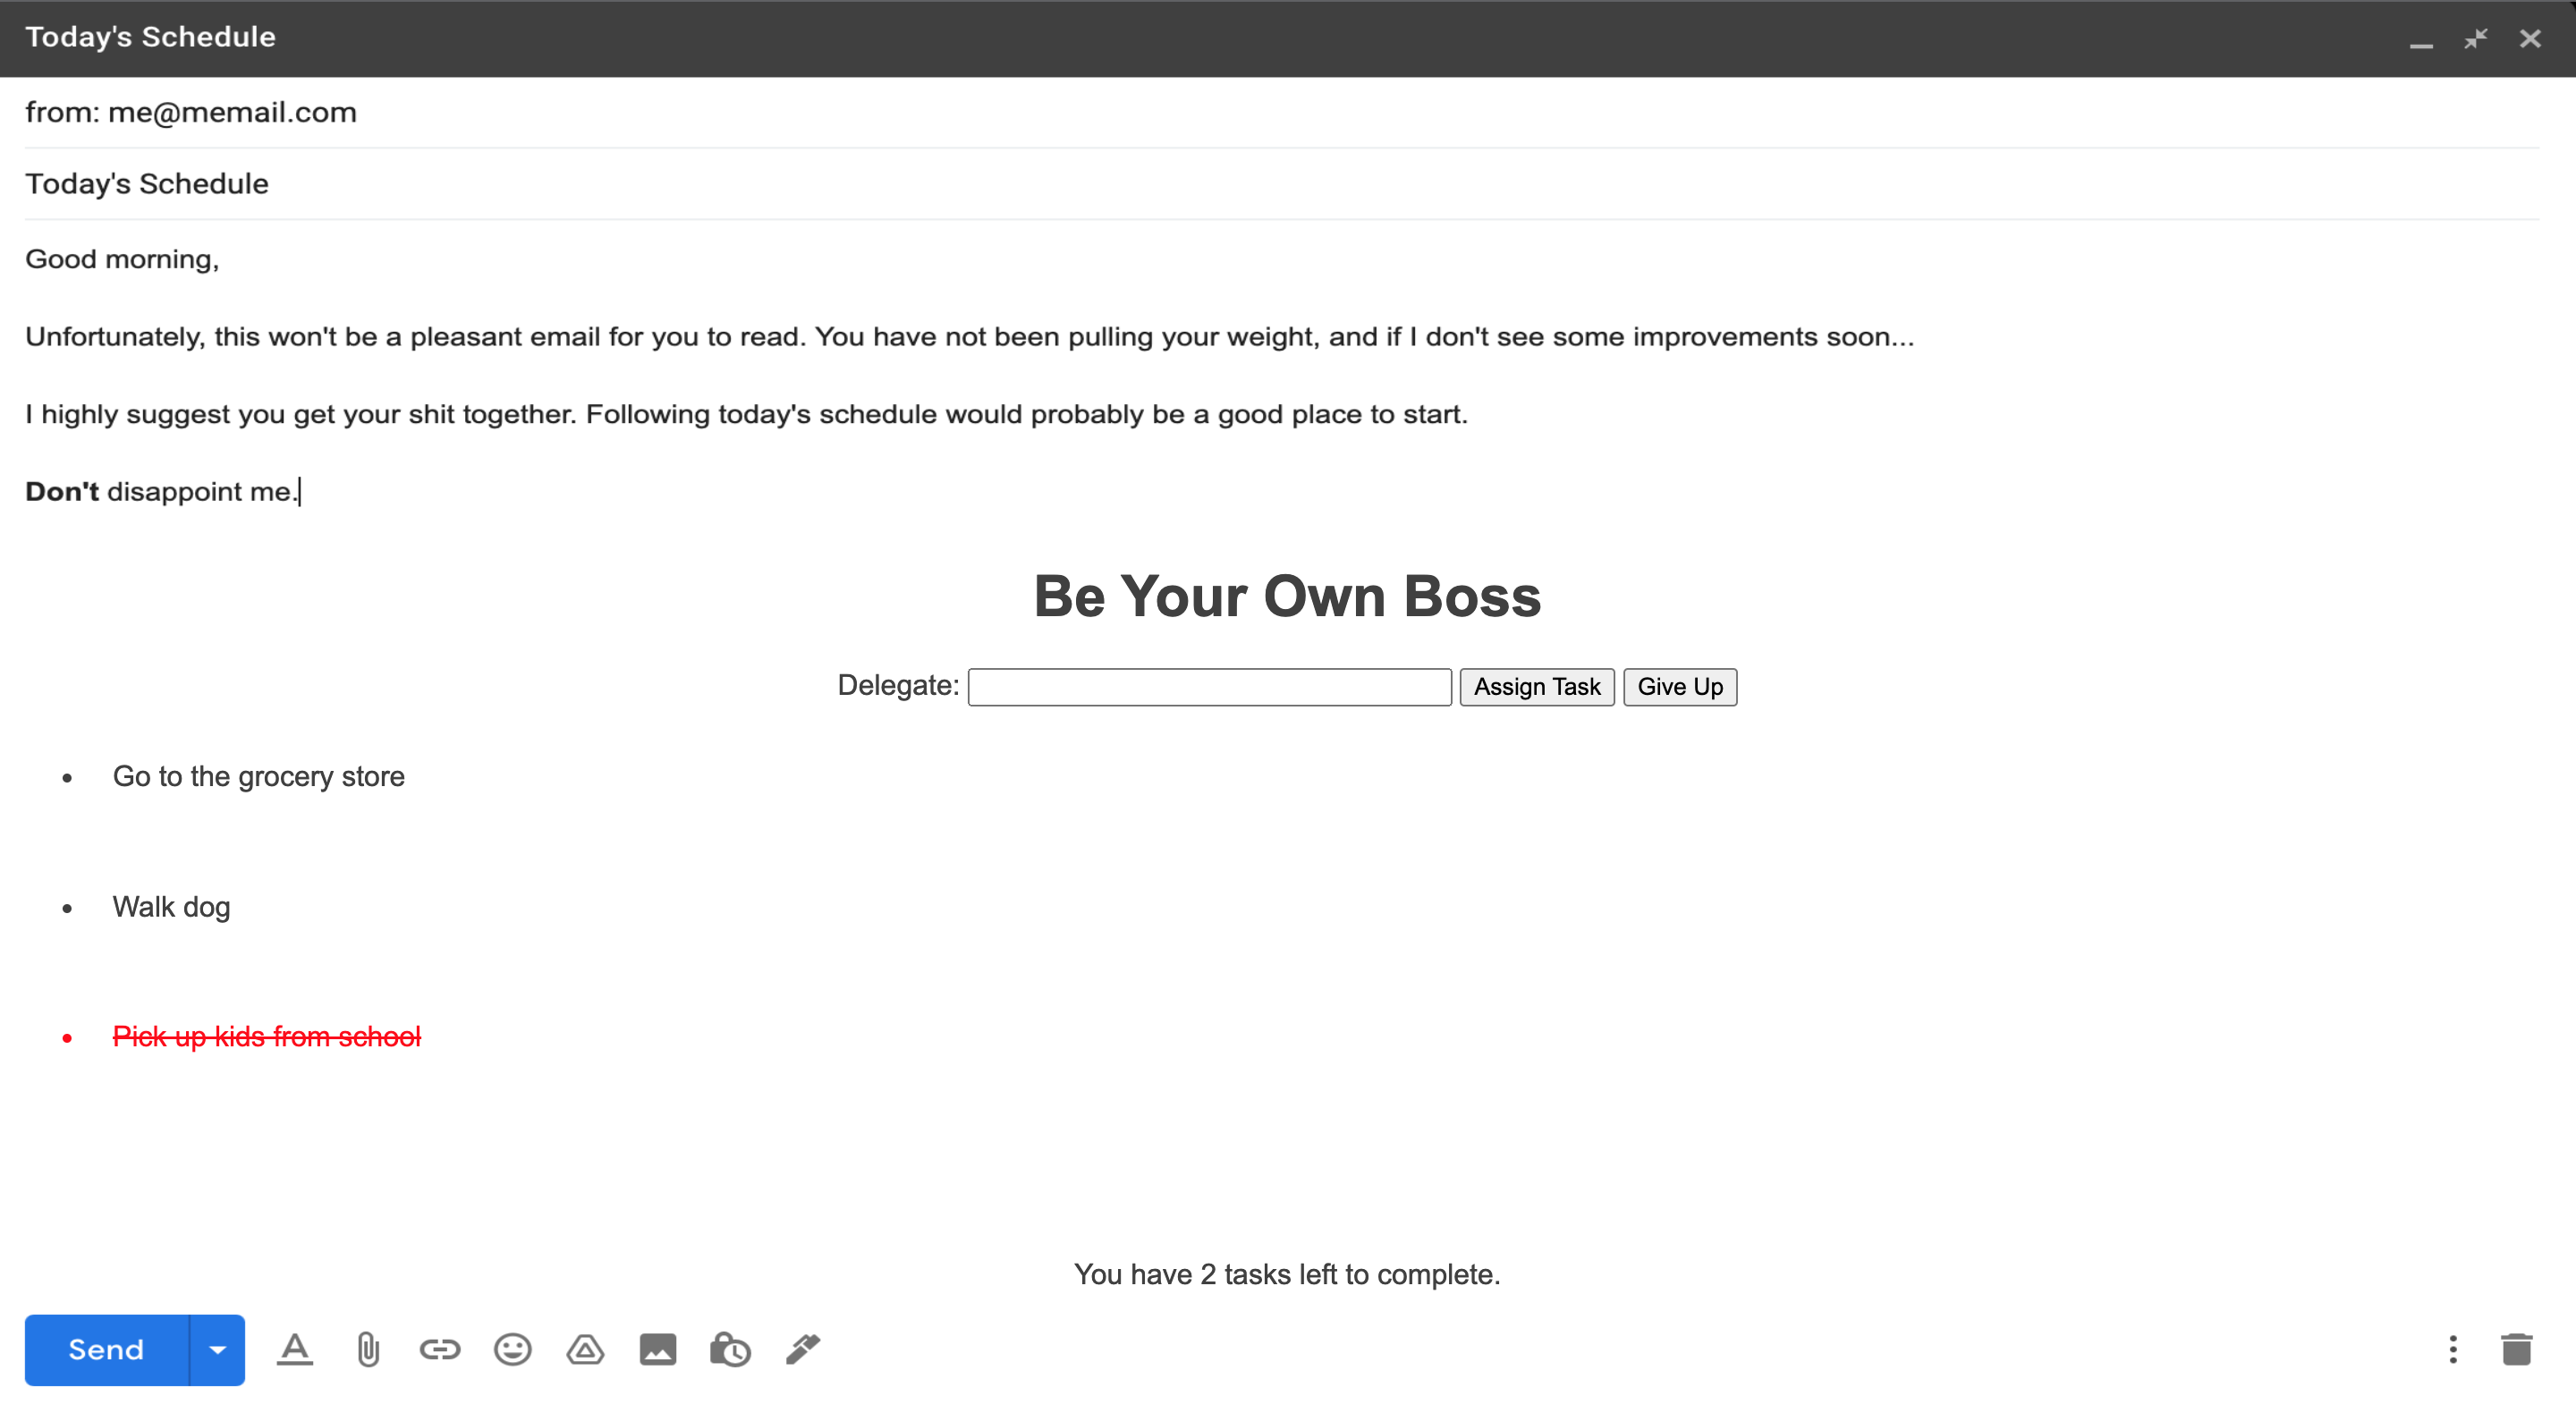 Today's Schedule
from: me@memail.com
Today's Schedule
Good morning,
Unfortunately, this won't be a pleasant email for you to read. You have not been pulling your weight, and if I don't see some improvements soon...
I highly suggest you get your shit together. Following today's schedule would probably be a good place to start.
Don't disappoint me.
Be Your Own Boss
Delegate: Assign Task Give Up
Go to the grocery store
Walk dog
Pick up kids from school
You have 2 tasks left to complete.
Send